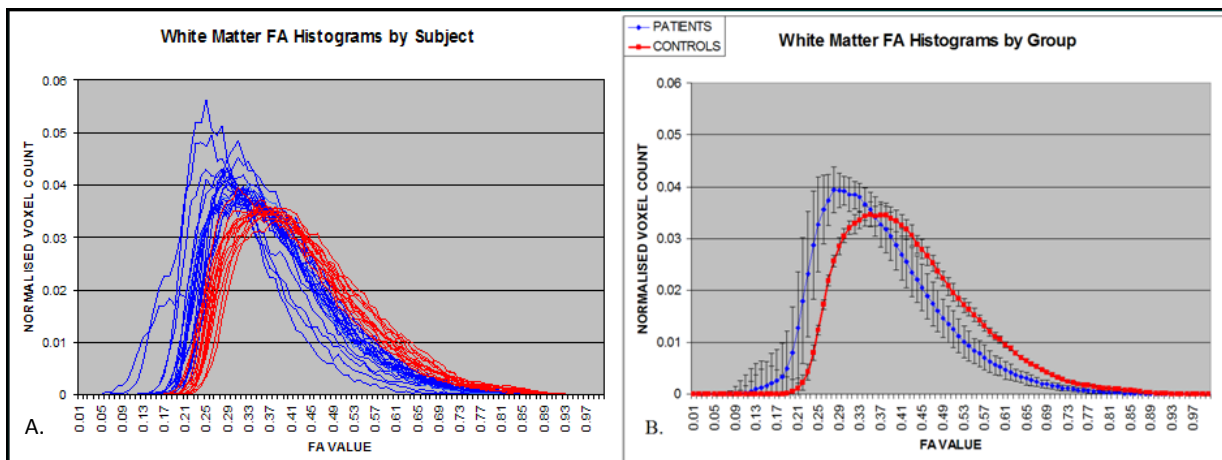 White Matter FA Histograms by Subject
NORMALISED VOXEL COUNT
0.06
0.05
0.04
0.03
0.02
0.01
0
0.01 0.05 0.09 0.13 0.17 0.21 0.25 0.29 0.33 0.37 0.41 0.45 0.49 0.53 0.57 0.61 0.65 0.69 0.73 0.77 0.81 0.85 0.89 0.93 0.97
FA VALUE
A.
PATIENTS
CONTROLS
White Matter FA Histograms by Group
NORMALISED VOXEL COUNT
0.06
0.05
0.04
0.03
0.02
0.01
0
0.01 0.05 0.09 0.13 0.17 0.21 0.25 0.29 0.33 0.37 0.41 0.45 0.49 0.53 0.57 0.61 0.65 0.69 0.73 0.77 0.81 0.85 0.89 0.93 0.97
FA VALUE
B.